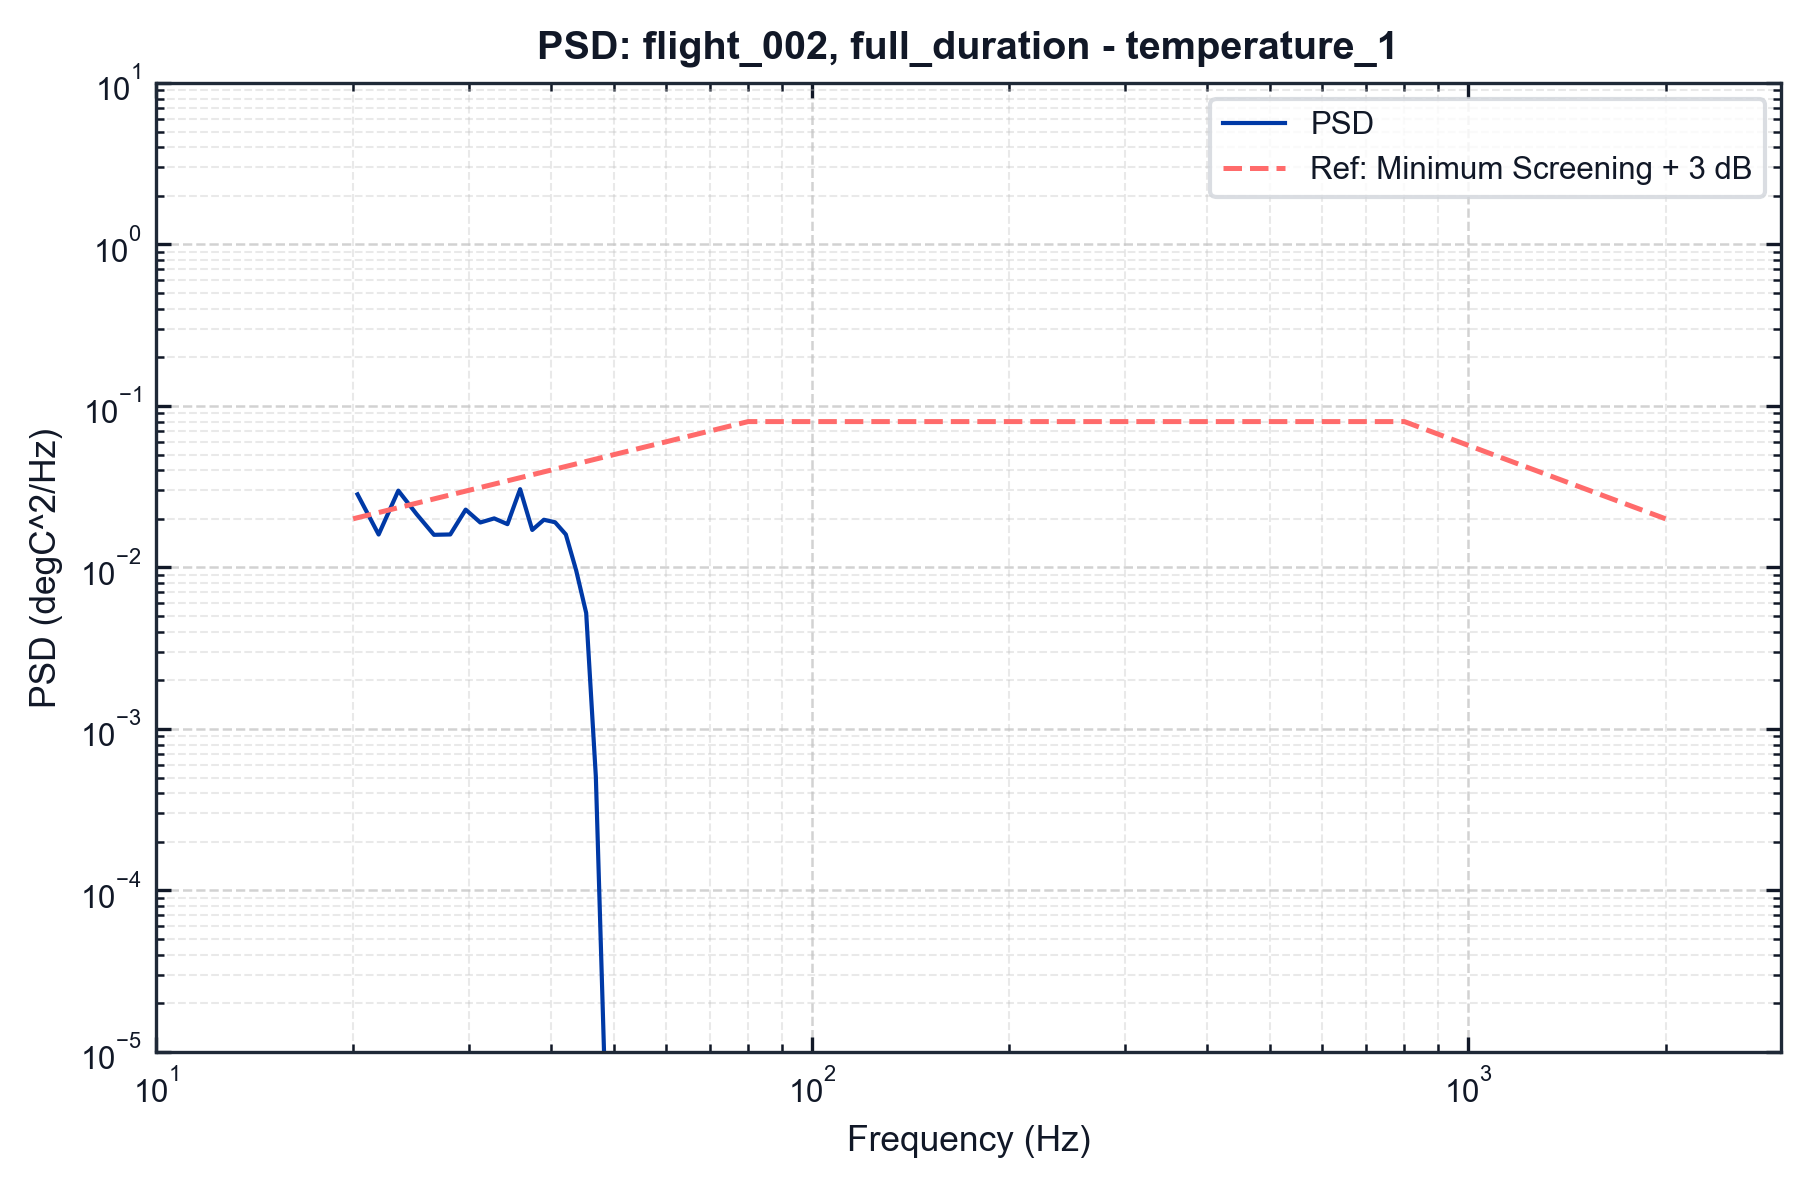 PSD: flight_002, full_duration - temperature_1
PSD
Ref: Minimum Screening + 3 dB
PSD (degC^2/Hz)
10^1
10^0
10^−1
10^−2
10^−3
10^−4
10^−5
10^1
10^2
10^3
Frequency (Hz)